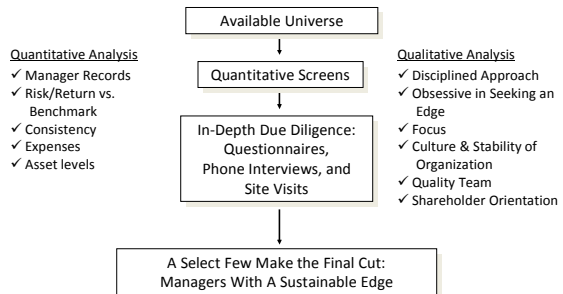 Available Universe
Quantitative Analysis
✓ Manager Records
✓ Risk/Return vs.
Benchmark
✓ Consistency
✓ Expenses
✓ Asset levels
Quantitative Screens
In-Depth Due Diligence:
Questionnaires,
Phone Interviews, and
Site Visits
Qualitative Analysis
✓ Disciplined Approach
✓ Obsessive in Seeking an
Edge
✓ Focus
✓ Culture & Stability of
Organization
✓ Quality Team
✓ Shareholder Orientation
A Select Few Make the Final Cut:
Managers With A Sustainable Edge